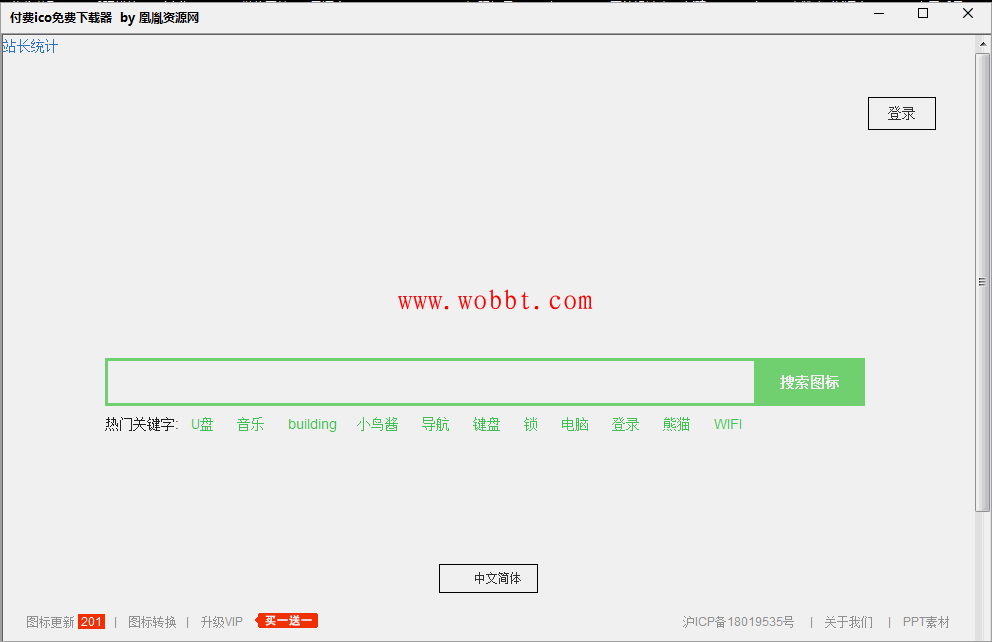 付费ico免费下载器 by 凰胤资源网
站长统计
登录
www.wobbt.com
搜索图标
热门关键字: U盘 音乐 building 小鸟酱 导航 键盘 锁 电脑 登录 熊猫 WIFI
中文简体
图标更新 201 | 图标转换 | 升级VIP 买一送一 沪ICP备18019535号 | 关于我们 | PPT素材